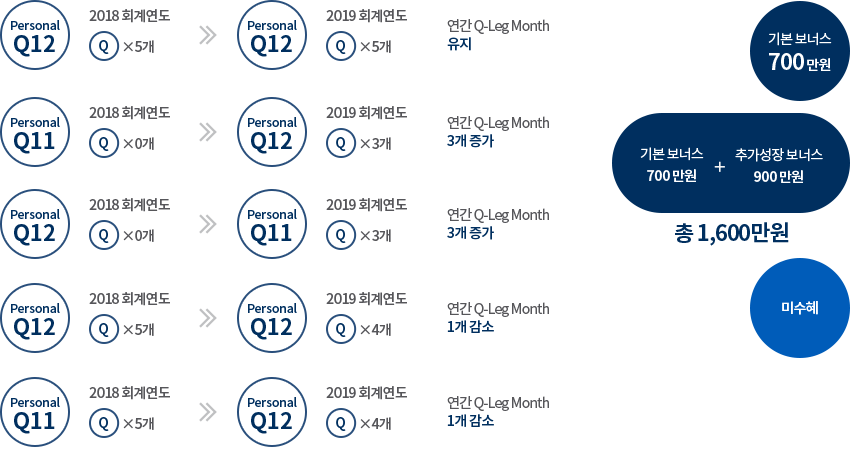 Personal
Q12
2018 회계연도
Q ×5개
Personal
Q12
2019 회계연도
Q ×5개
연간 Q-Leg Month
유지
기본 보너스
700 만원
Personal
Q11
2018 회계연도
Q ×0개
Personal
Q12
2019 회계연도
Q ×3개
연간 Q-Leg Month
3개 증가
기본 보너스
700 만원
+
추가성장 보너스
900 만원
총 1,600만원
Personal
Q12
2018 회계연도
Q ×0개
Personal
Q11
2019 회계연도
Q ×3개
연간 Q-Leg Month
3개 증가
Personal
Q12
2018 회계연도
Q ×5개
Personal
Q12
2019 회계연도
Q ×4개
연간 Q-Leg Month
1개 감소
미수혜
Personal
Q11
2018 회계연도
Q ×5개
Personal
Q12
2019 회계연도
Q ×4개
연간 Q-Leg Month
1개 감소